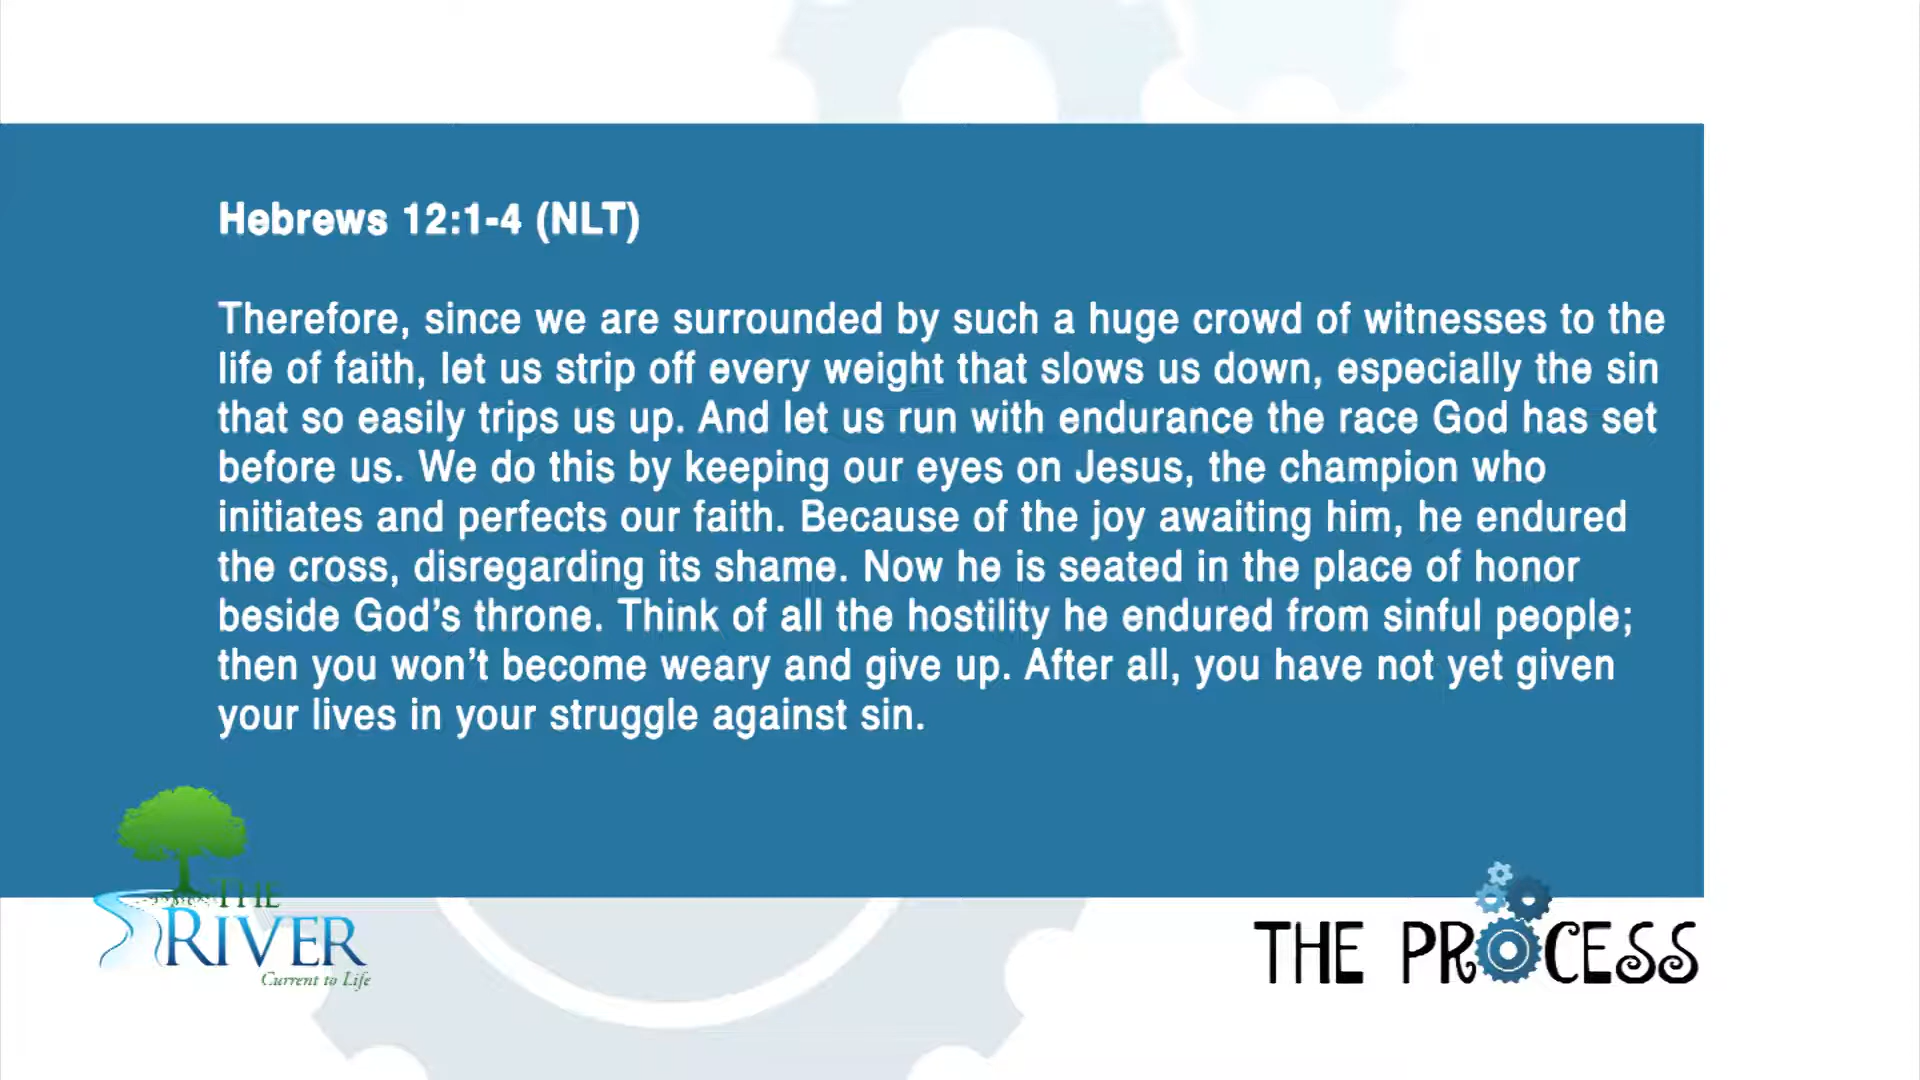 Hebrews 12:1-4 (NLT)
Therefore, since we are surrounded by such a huge crowd of witnesses to the
life of faith, let us strip off every weight that slows us down, especially the sin
that so easily trips us up. And let us run with endurance the race God has set
before us. We do this by keeping our eyes on Jesus, the champion who
initiates and perfects our faith. Because of the joy awaiting him, he endured
the cross, disregarding its shame. Now he is seated in the place of honor
beside God’s throne. Think of all the hostility he endured from sinful people;
then you won’t become weary and give up. After all, you have not yet given
your lives in your struggle against sin.
THE
RIVER
Current to Life
THE PROCESS